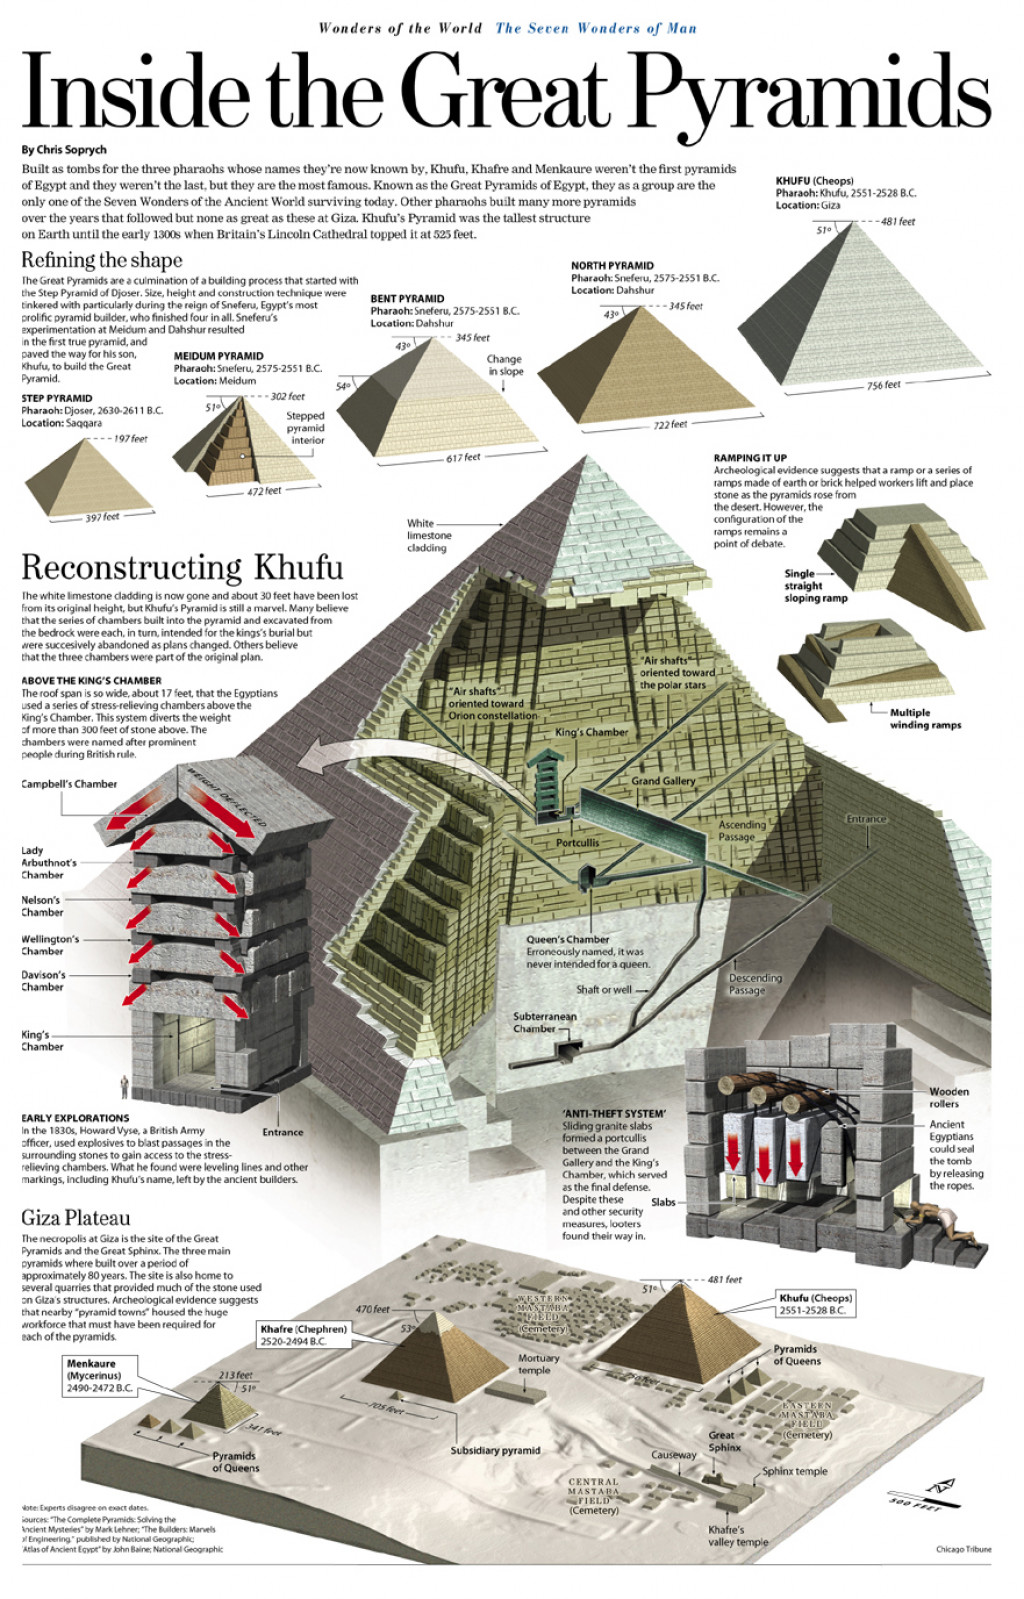 Wonders of the World The Seven Wonders of Man
Inside the Great Pyramids
By Chris Soprych
Built as tombs for the three pharaohs whose names they're now known by, Khufu, Khafre and Menkaure weren't the first pyramids
of Egypt and they weren't the last, but they are the most famous. Known as the Great Pyramids of Egypt, they as a group are the
only one of the Seven Wonders of the Ancient World surviving today. Other pharaohs built many more pyramids
over the years that followed but none as great as these at Giza. Khufu's Pyramid was the tallest structure
on Earth until the early 1300s when Britain's Lincoln Cathedral topped it at 525 feet.
KHUFU (Cheops)
Pharaoh: Khufu, 2551-2528 B.C.
Location: Giza
481 feet
51°
756 feet
Refining the shape
The Great Pyramids are a culmination of a building process that started with
the Step Pyramid of Djoser. Size, height and construction technique were
tinkered with particularly during the reign of Sneferu, Egypt's most
prolific pyramid builder, who finished four in all. Sneferu's
experimentation at Meidum and Dahshur resulted
in the first true pyramid, and
paved the way for his son,
Khufu, to build the Great
Pyramid.
NORTH PYRAMID
Pharaoh: Sneferu, 2575-2551 B.C.
Location: Dahshur
345 feet
43°
722 feet
BENT PYRAMID
Pharaoh: Sneferu, 2575-2551 B.C.
Location: Dahshur
345 feet
43°
54°
Change
in slope
617 feet
MEIDUM PYRAMID
Pharaoh: Sneferu, 2575-2551 B.C.
Location: Meidum
302 feet
51°
Stepped
pyramid
interior
472 feet
STEP PYRAMID
Pharaoh: Djoser, 2630-2611 B.C.
Location: Saqqara
197 feet
397 feet
RAMPING IT UP
Archeological evidence suggests that a ramp or a series of
ramps made of earth or brick helped workers lift and place
stone as the pyramids rose from
the desert. However, the
configuration of the
ramps remains a
point of debate.
Single
straight
sloping ramp
Multiple
winding ramps
White
limestone
cladding
Reconstructing Khufu
The white limestone cladding is now gone and about 30 feet have been lost
from its original height, but Khufu's Pyramid is still a marvel. Many believe
that the series of chambers built into the pyramid and excavated from
the bedrock were each, in turn, intended for the kings's burial but
were succesively abandoned as plans changed. Others believe
that the three chambers were part of the original plan.
ABOVE THE KING'S CHAMBER
The roof span is so wide, about 17 feet, that the Egyptians
used a series of stress-relieving chambers above the
King's Chamber. This system diverts the weight
of more than 300 feet of stone above. The
chambers were named after prominent
people during British rule.
"Air shafts"
oriented toward
Orion constellation
"Air shafts"
oriented toward
the polar stars
King's Chamber
Grand Gallery
Portcullis
Ascending
Passage
Entrance
Queen's Chamber
Erroneously named, it was
never intended for a queen.
Shaft or well
Descending
Passage
Subterranean
Chamber
WEIGHT DEFLECTED
Campbell's Chamber
Lady
Arbuthnot's
Chamber
Nelson's
Chamber
Wellington's
Chamber
Davison's
Chamber
King's
Chamber
Entrance
EARLY EXPLORATIONS
In the 1830s, Howard Vyse, a British Army
officer, used explosives to blast passages in the
surrounding stones to gain access to the stress-
relieving chambers. What he found were leveling lines and other
markings, including Khufu's name, left by the ancient builders.
'ANTI-THEFT SYSTEM'
Sliding granite slabs
formed a portcullis
between the Grand
Gallery and the King's
Chamber, which served
as the final defense.
Despite these
and other security
measures, looters
found their way in.
Slabs
Wooden
rollers
Ancient
Egyptians
could seal
the tomb
by releasing
the ropes.
Giza Plateau
The necropolis at Giza is the site of the Great
Pyramids and the Great Sphinx. The three main
pyramids where built over a period of
approximately 80 years. The site is also home to
several quarries that provided much of the stone used
on Giza's structures. Archeological evidence suggests
that nearby "pyramid towns" housed the huge
workforce that must have been required for
each of the pyramids.
Menkaure
(Mycerinus)
2490-2472 B.C.
213 feet
51°
341 feet
Pyramids
of Queens
Khafre (Chephren)
2520-2494 B.C.
470 feet
53°
705 feet
Subsidiary pyramid
Mortuary
temple
WESTERN
MASTABA
FIELD
(Cemetery)
481 feet
51°
Khufu (Cheops)
2551-2528 B.C.
Pyramids
of Queens
EASTERN
MASTABA
FIELD
(Cemetery)
Great
Sphinx
Causeway
Sphinx temple
CENTRAL
MASTABA
FIELD
(Cemetery)
Khafre's
valley temple
500 FEET
Note: Experts disagree on exact dates.
Sources: "The Complete Pyramids: Solving the
Ancient Mysteries" by Mark Lehner; "The Builders: Marvels
of Engineering," published by National Geographic;
"Atlas of Ancient Egypt" by John Baine; National Geographic
Chicago Tribune